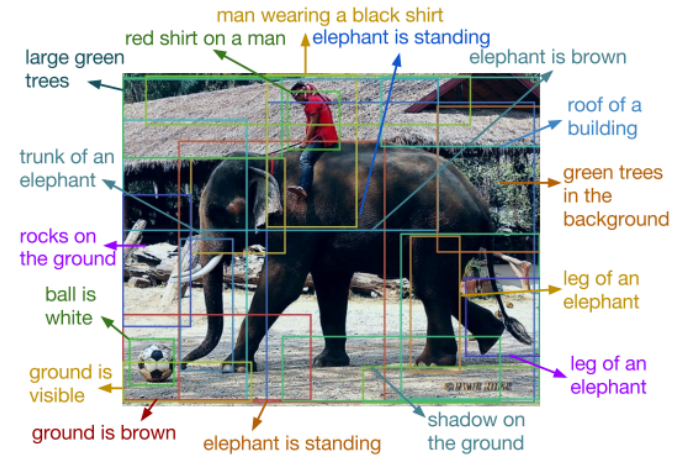 man wearing a black shirt
red shirt on a man
elephant is standing
large green
trees
elephant is brown
roof of a
building
trunk of an
elephant
green trees
in the
background
rocks on
the ground
leg of an
elephant
ball is
white
ground is
visible
leg of an
elephant
ground is brown
elephant is standing
shadow on
the ground